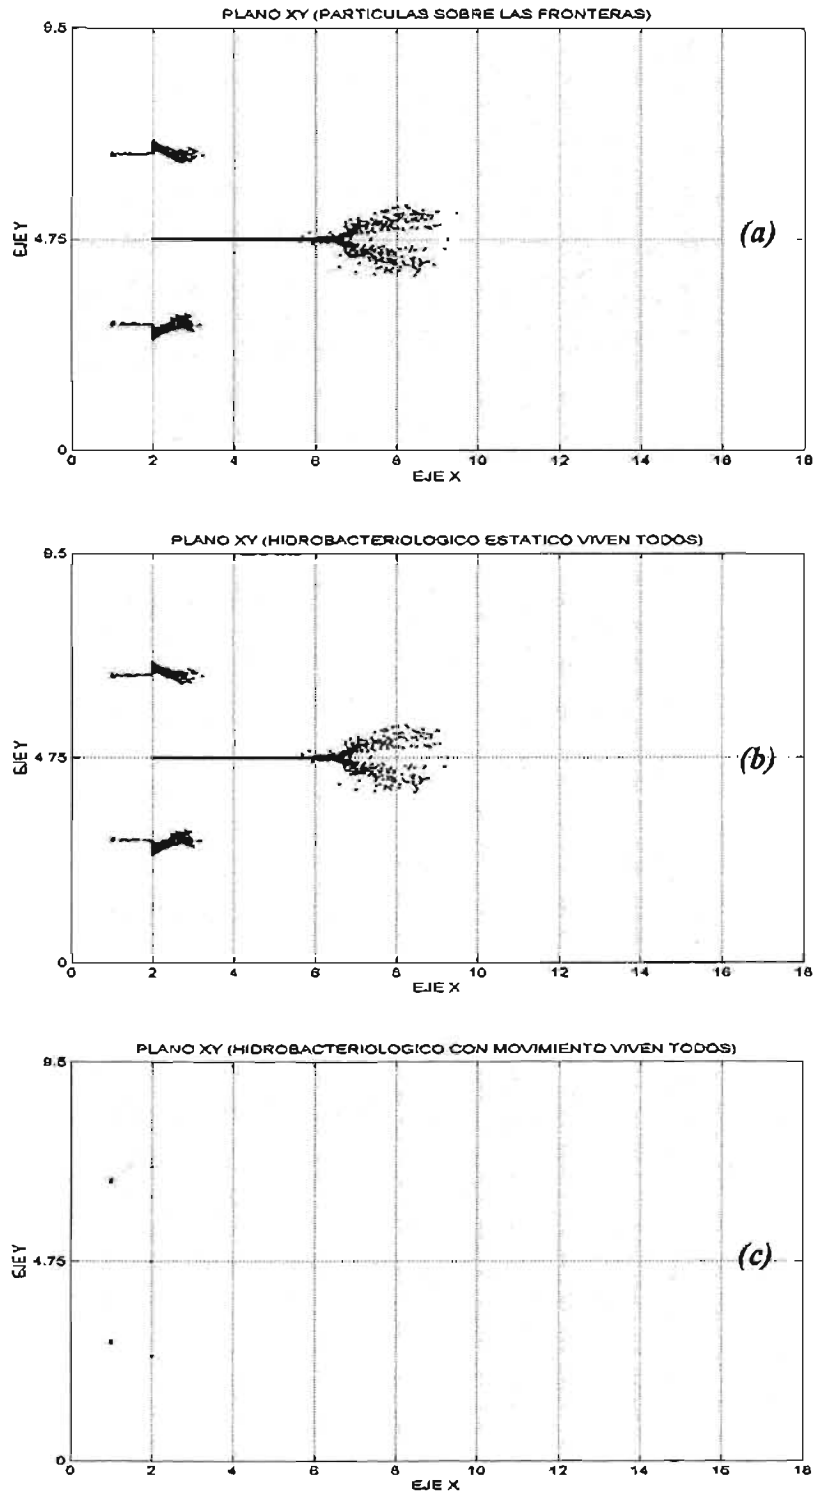 PLANO XY (PARTICULAS SOBRE LAS FRONTERAS)
9.5
EJE Y
4.75
(a)
0
0 2 4 6 8 10 12 14 16 18
EJE X
PLANO XY (HIDROBACTERIOLOGICO ESTATICO VIVEN TODOS)
9.5
EJE Y
4.75
(b)
0
0 2 4 6 8 10 12 14 16 18
EJE X
PLANO XY (HIDROBACTERIOLOGICO CON MOVIMIENTO VIVEN TODOS)
9.5
EJE Y
4.75
(c)
0
0 2 4 6 8 10 12 14 16 18
EJE X